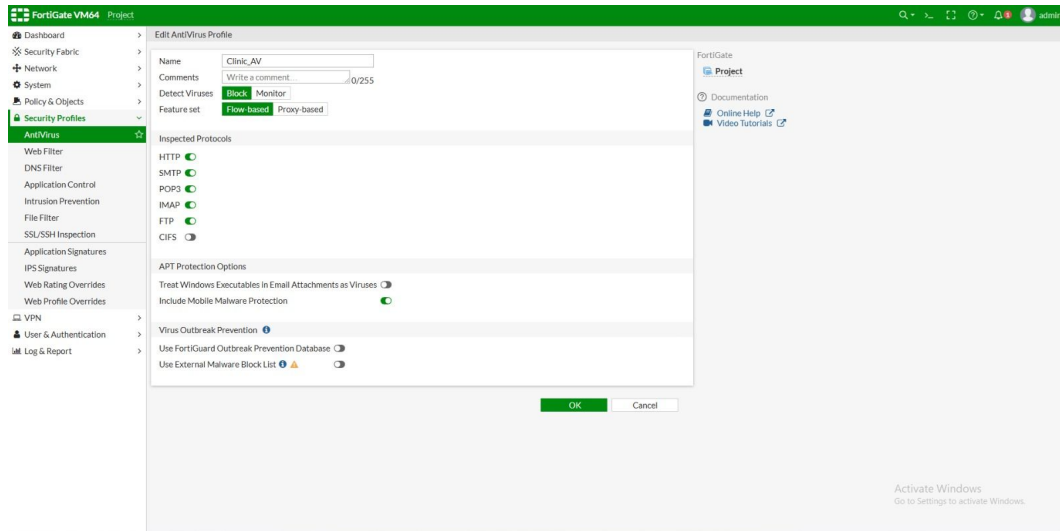 FortiGate VM64 Project
admin
Dashboard
Security Fabric
Network
System
Policy & Objects
Security Profiles
AntiVirus
Web Filter
DNS Filter
Application Control
Intrusion Prevention
File Filter
SSL/SSH Inspection
Application Signatures
IPS Signatures
Web Rating Overrides
Web Profile Overrides
VPN
User & Authentication
Log & Report
Edit AntiVirus Profile
Name Clinic_AV
Comments Write a comment... 0/255
Detect Viruses Block Monitor
Feature set Flow-based Proxy-based
Inspected Protocols
HTTP
SMTP
POP3
IMAP
FTP
CIFS
APT Protection Options
Treat Windows Executables in Email Attachments as Viruses
Include Mobile Malware Protection
Virus Outbreak Prevention
Use FortiGuard Outbreak Prevention Database
Use External Malware Block List
OK Cancel
FortiGate
Project
Documentation
Online Help
Video Tutorials
Activate Windows
Go to Settings to activate Windows.